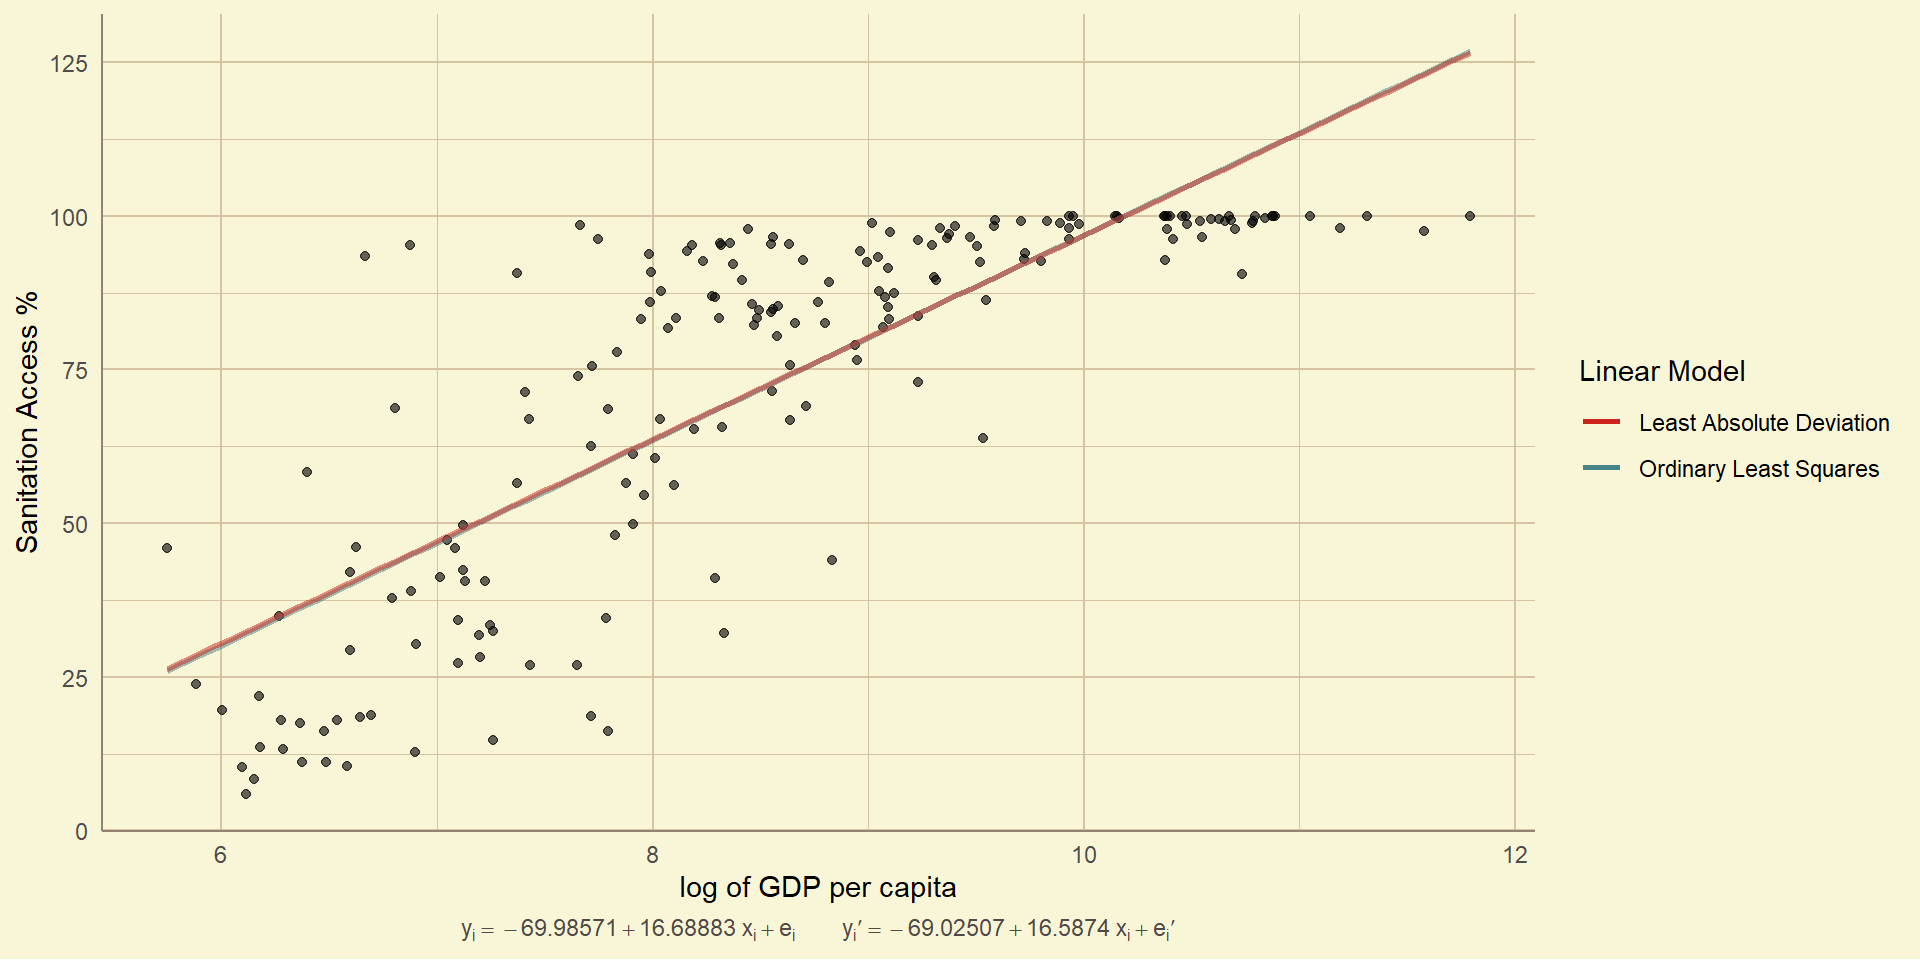 125
100
75
50
25
0
Sanitation Access %
6 8 10 12
log of GDP per capita
yᵢ = −69.98571 + 16.68883 xᵢ + eᵢ yᵢ′ = −69.02507 + 16.5874 xᵢ + eᵢ′
Linear Model
Least Absolute Deviation
Ordinary Least Squares